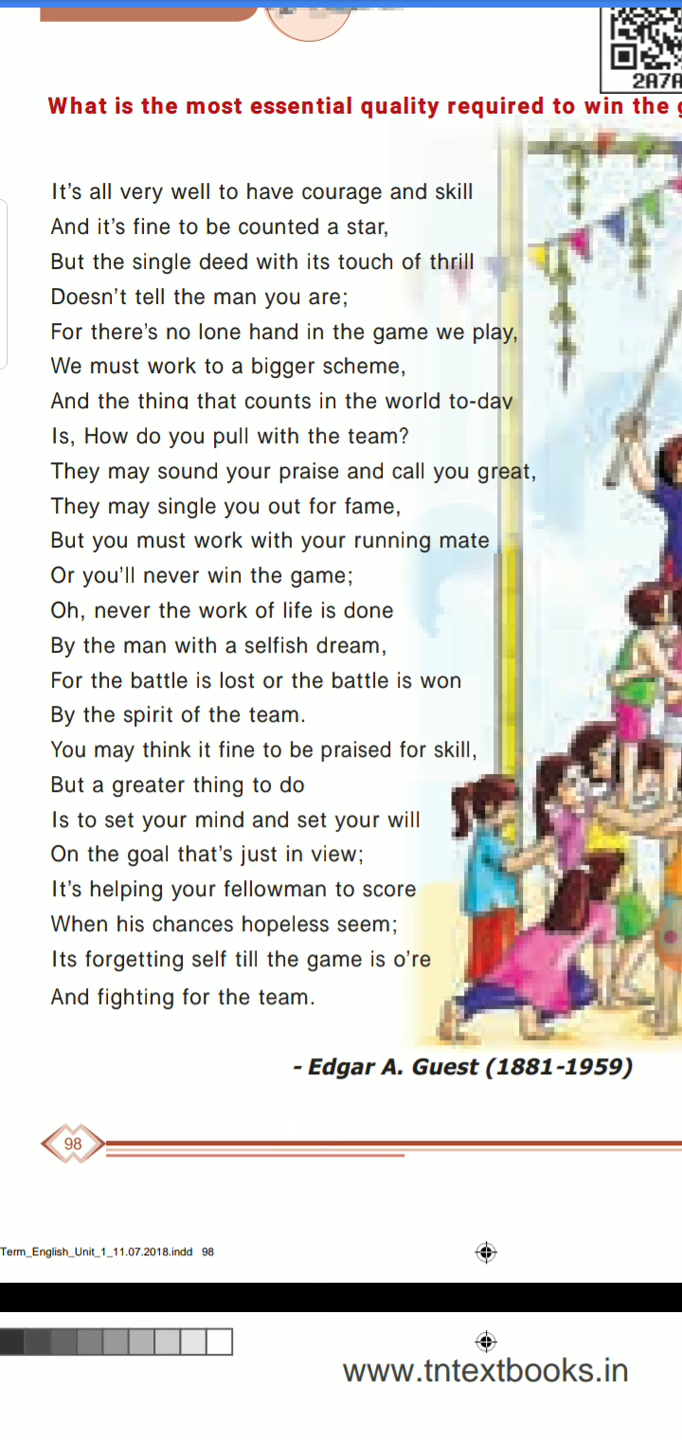 2A7A
What is the most essential quality required to win the
It's all very well to have courage and skill
And it's fine to be counted a star,
But the single deed with its touch of thrill
Doesn't tell the man you are;
For there's no lone hand in the game we play,
We must work to a bigger scheme,
And the thing that counts in the world to-day
Is, How do you pull with the team?
They may sound your praise and call you great,
They may single you out for fame,
But you must work with your running mate
Or you'll never win the game;
Oh, never the work of life is done
By the man with a selfish dream,
For the battle is lost or the battle is won
By the spirit of the team.
You may think it fine to be praised for skill,
But a greater thing to do
Is to set your mind and set your will
On the goal that's just in view;
It's helping your fellowman to score
When his chances hopeless seem;
Its forgetting self till the game is o're
And fighting for the team.
- Edgar A. Guest (1881-1959)
98
Term_English_Unit_1_11.07.2018.indd 98
www.tntextbooks.in